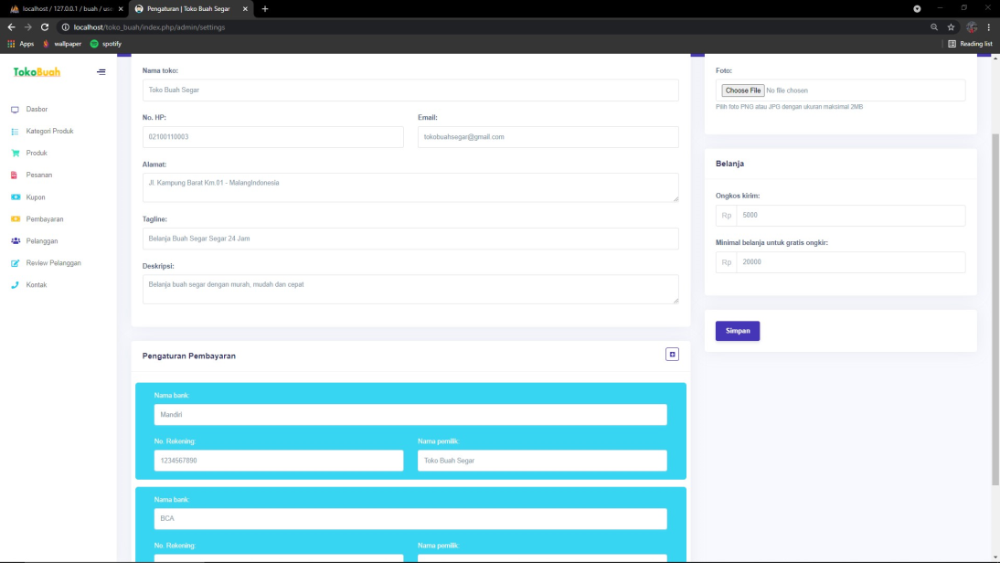 localhost / 127.0.0.1 / buah / use
Pengaturan | Toko Buah Segar
localhost/toko_buah/index.php/admin/settings
Apps
wallpaper
spotify
Reading list
TokoBuah
Dasbor
Kategori Produk
Produk
Pesanan
Kupon
Pembayaran
Pelanggan
Review Pelanggan
Kontak
Nama toko:
Toko Buah Segar
No. HP:
Email:
02100110003
tokobuahsegar@gmail.com
Alamat:
Jl. Kampung Barat Km.01 - MalangIndonesia
Tagline:
Belanja Buah Segar Segar 24 Jam
Deskripsi:
Belanja buah segar dengan murah, mudah dan cepat
Pengaturan Pembayaran
Nama bank:
Mandiri
No. Rekening:
Nama pemilik:
1234567890
Toko Buah Segar
Nama bank:
BCA
No. Rekening:
Nama pemilik:
Foto:
Choose File No file chosen
Pilih foto PNG atau JPG dengan ukuran maksimal 2MB
Belanja
Ongkos kirim:
Rp 5000
Minimal belanja untuk gratis ongkir:
Rp 20000
Simpan